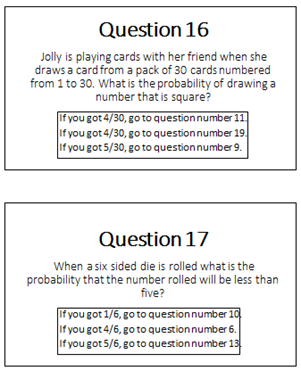 Question 16
Jolly is playing cards with her friend when she
draws a card from a pack of 30 cards numbered
from 1 to 30. What is the probability of drawing a
number that is square?
If you got 4/30, go to question number 11.
If you got 4/30, go to question number 19.
If you got 5/30, go to question number 9.
Question 17
When a six sided die is rolled what is the
probability that the number rolled will be less than
five?
If you got 1/6, go to question number 10.
If you got 4/6, go to question number 6.
If you got 5/6, go to question number 13.